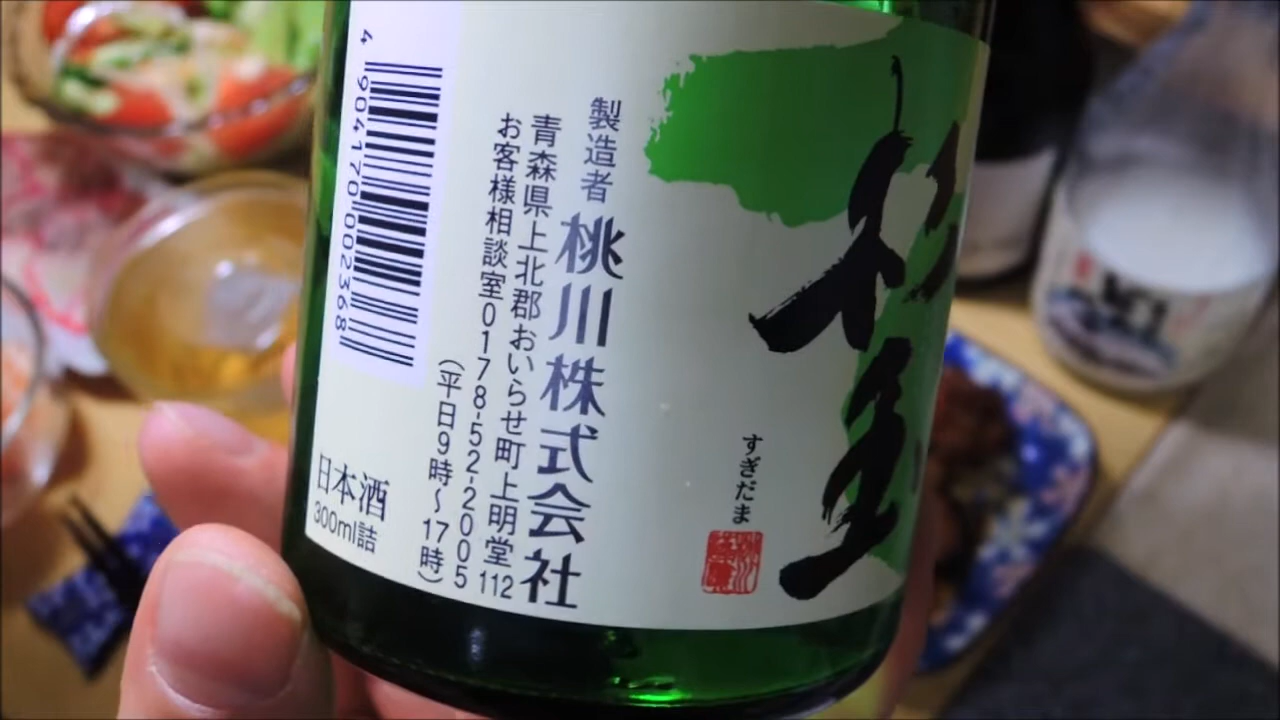 杉玉
すぎだま
製造者
桃川株式会社
青森県上北郡おいらせ町上明堂112
お客様相談室0178-52-2005
(平日9時～17時)
4 904170 002368
日本酒
300ml詰